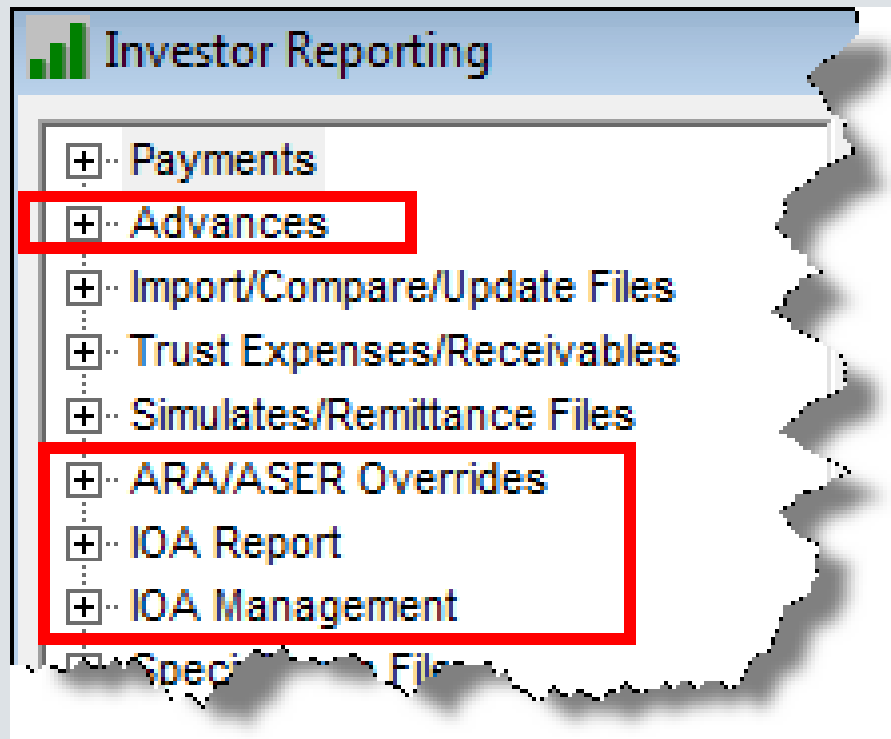 Investor Reporting
Payments
Advances
Import/Compare/Update Files
Trust Expenses/Receivables
Simulates/Remittance Files
ARA/ASER Overrides
IOA Report
IOA Management
Files